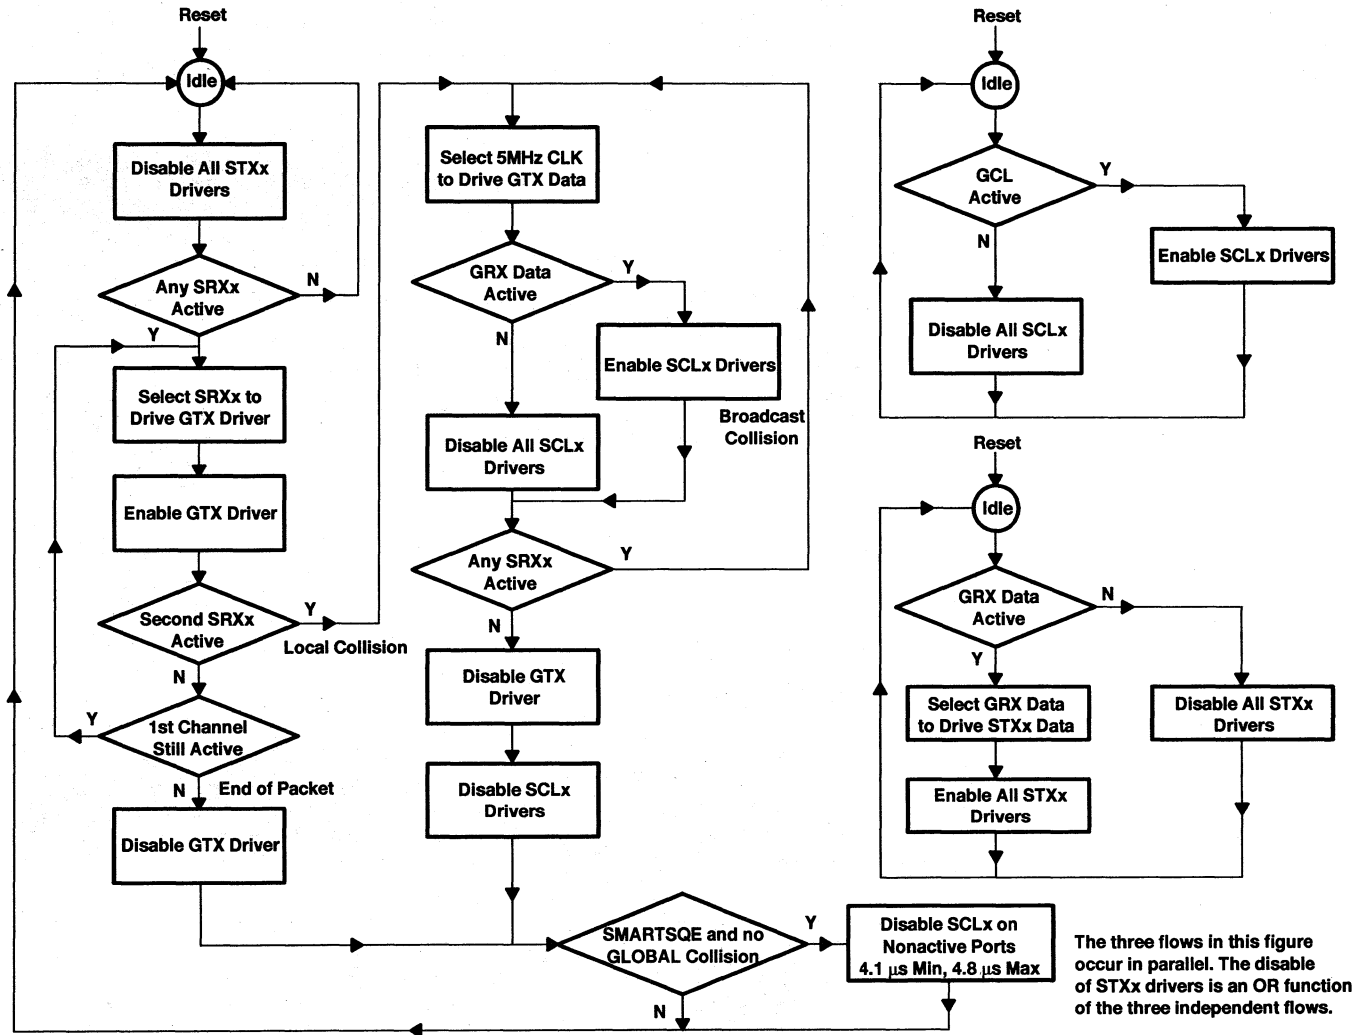 Reset
Idle
Disable All STXx
Drivers
Any SRXx
Active
N
Y
Select SRXx to
Drive GTX Driver
Enable GTX Driver
Second SRXx
Active
Y
Local Collision
N
1st Channel
Still Active
Y
N
End of Packet
Disable GTX Driver
Select 5MHz CLK
to Drive GTX Data
GRX Data
Active
Y
N
Enable SCLx Drivers
Broadcast
Collision
Disable All SCLx
Drivers
Any SRXx
Active
Y
N
Disable GTX
Driver
Disable SCLx
Drivers
SMARTSQE and no
GLOBAL Collision
Y
N
Disable SCLx on
Nonactive Ports
4.1 μs Min, 4.8 μs Max
Reset
Idle
GCL
Active
Y
N
Enable SCLx Drivers
Disable All SCLx
Drivers
Reset
Idle
GRX Data
Active
N
Y
Select GRX Data
to Drive STXx Data
Disable All STXx
Drivers
Enable All STXx
Drivers
The three flows in this figure
occur in parallel. The disable
of STXx drivers is an OR function
of the three independent flows.